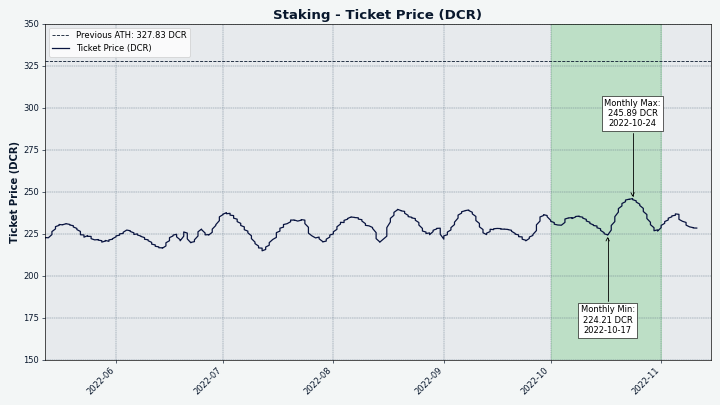 Staking - Ticket Price (DCR)
Previous ATH: 327.83 DCR
Ticket Price (DCR)
Ticket Price (DCR)
350
325
300
275
250
225
200
175
150
Monthly Max:
245.89 DCR
2022-10-24
Monthly Min:
224.21 DCR
2022-10-17
2022-06
2022-07
2022-08
2022-09
2022-10
2022-11